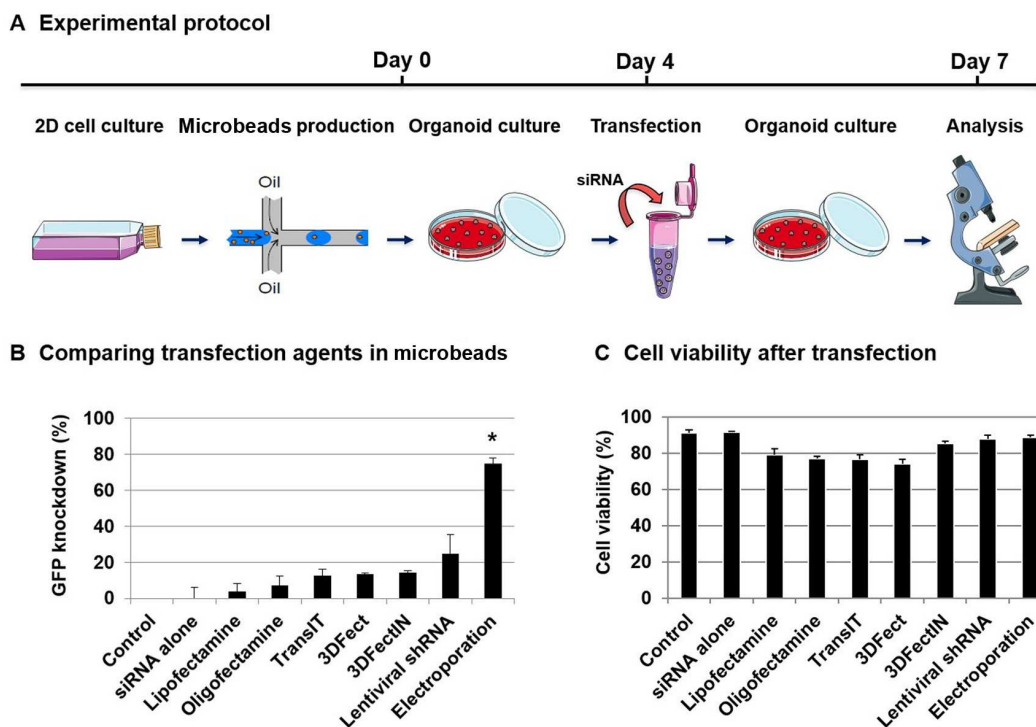 A Experimental protocol
Day 0 Day 4 Day 7
2D cell culture Microbeads production Organoid culture Transfection Organoid culture Analysis
Oil
siRNA
Oil
B Comparing transfection agents in microbeads
GFP knockdown (%)
100
80
60
40
20
0
*
Control
siRNA alone
Lipofectamine
Oligofectamine
TransIT
3DFect
3DFectIN
Lentiviral shRNA
Electroporation
C Cell viability after transfection
Cell viability (%)
100
80
60
40
20
0
Control
siRNA alone
Lipofectamine
Oligofectamine
TransIT
3DFect
3DFectIN
Lentiviral shRNA
Electroporation